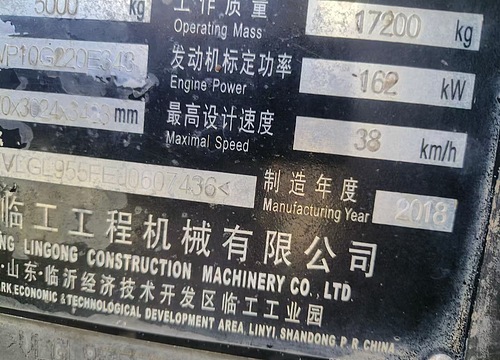 5000 kg
工作质量 17200 kg
Operating Mass
发动机标定功率 162 kW
Engine Power
mm
最高设计速度 38 km/h
Maximal Speed
制造年度 2018
Manufacturing Year
临工工程机械有限公司
NG LINGONG CONSTRUCTION MACHINERY CO., LTD.
·山东·临沂经济技术开发区临工工业园
RK.ECONOMIC & TECHNOLOGICAL DEVELOPMENT AREA, LINYI, SHANDONG, P. R. CHINA